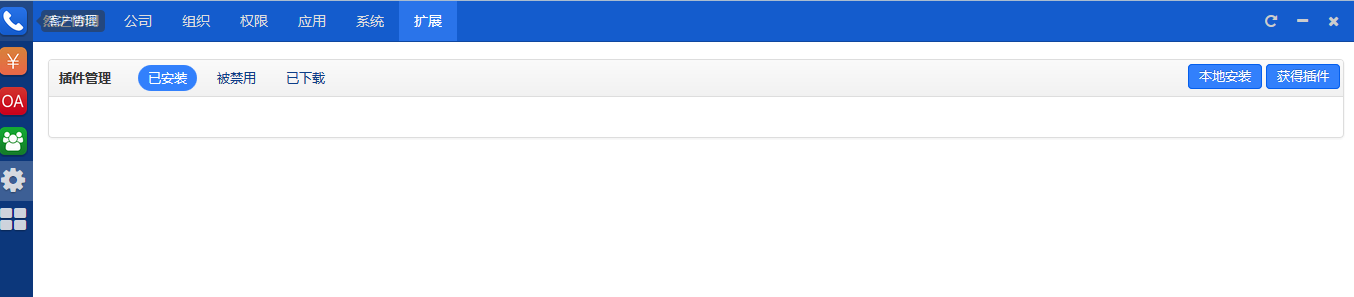 客户管理 公司 组织 权限 应用 系统 扩展
¥
OA
插件管理 已安装 被禁用 已下载 本地安装 获得插件